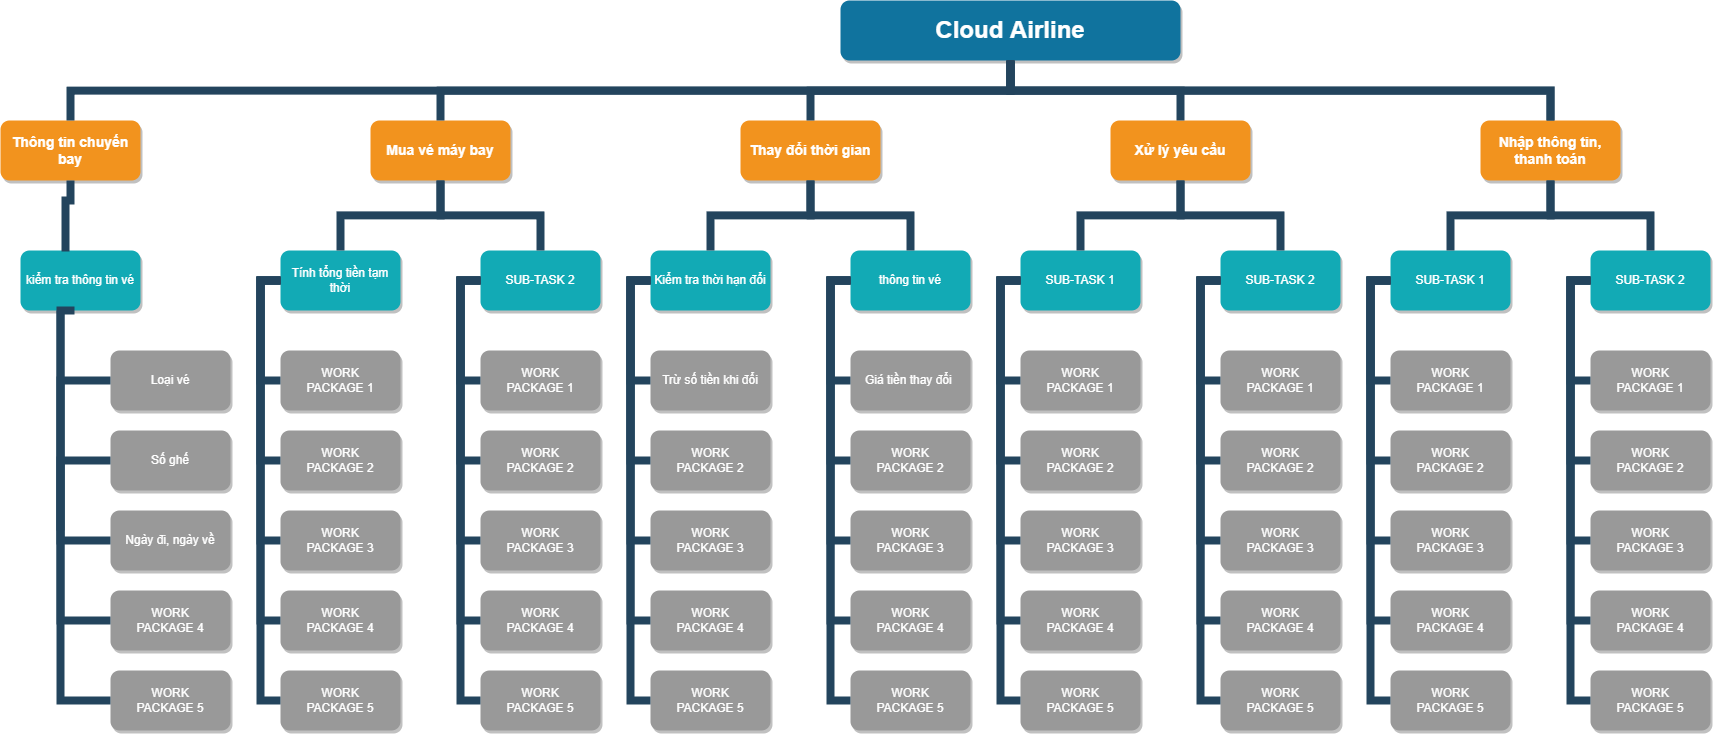 Cloud Airline
Thông tin chuyến
bay
Mua vé máy bay
Thay đổi thời gian
Xử lý yêu cầu
Nhập thông tin,
thanh toán
kiểm tra thông tin vé
Tính tổng tiền tạm
thời
SUB-TASK 2
Kiểm tra thời hạn đổi
thông tin vé
SUB-TASK 1
SUB-TASK 2
SUB-TASK 1
SUB-TASK 2
Loại vé
WORK
PACKAGE 1
WORK
PACKAGE 1
Trừ số tiền khi đổi
Giá tiền thay đổi
WORK
PACKAGE 1
WORK
PACKAGE 1
WORK
PACKAGE 1
WORK
PACKAGE 1
Số ghế
WORK
PACKAGE 2
WORK
PACKAGE 2
WORK
PACKAGE 2
WORK
PACKAGE 2
WORK
PACKAGE 2
WORK
PACKAGE 2
WORK
PACKAGE 2
WORK
PACKAGE 2
Ngày đi, ngày về
WORK
PACKAGE 3
WORK
PACKAGE 3
WORK
PACKAGE 3
WORK
PACKAGE 3
WORK
PACKAGE 3
WORK
PACKAGE 3
WORK
PACKAGE 3
WORK
PACKAGE 3
WORK
PACKAGE 4
WORK
PACKAGE 4
WORK
PACKAGE 4
WORK
PACKAGE 4
WORK
PACKAGE 4
WORK
PACKAGE 4
WORK
PACKAGE 4
WORK
PACKAGE 4
WORK
PACKAGE 4
WORK
PACKAGE 5
WORK
PACKAGE 5
WORK
PACKAGE 5
WORK
PACKAGE 5
WORK
PACKAGE 5
WORK
PACKAGE 5
WORK
PACKAGE 5
WORK
PACKAGE 5
WORK
PACKAGE 5